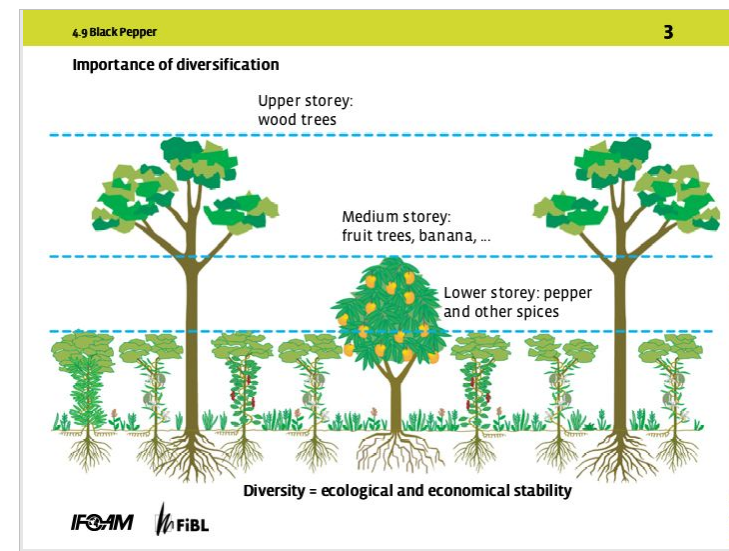 4.9 Black Pepper
3
Importance of diversification
Upper storey:
wood trees
Medium storey:
fruit trees, banana, ...
Lower storey: pepper
and other spices
Diversity = ecological and economical stability
IFOAM
FiBL